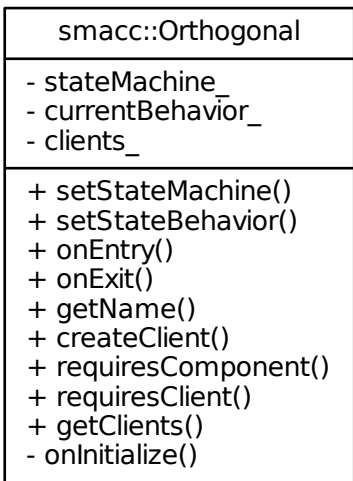 smacc::Orthogonal
- stateMachine_
- currentBehavior_
- clients_
+ setStateMachine()
+ setStateBehavior()
+ onEntry()
+ onExit()
+ getName()
+ createClient()
+ requiresComponent()
+ requiresClient()
+ getClients()
- onInitialize()